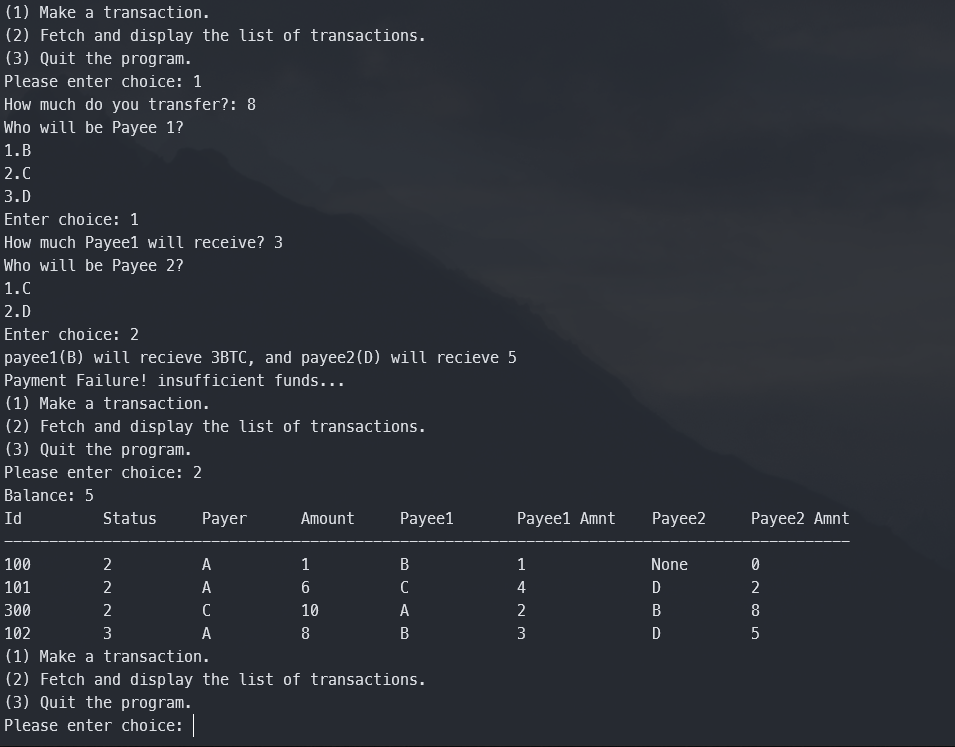 (1) Make a transaction.
(2) Fetch and display the list of transactions.
(3) Quit the program.
Please enter choice: 1
How much do you transfer?: 8
Who will be Payee 1?
1.B
2.C
3.D
Enter choice: 1
How much Payee1 will receive? 3
Who will be Payee 2?
1.C
2.D
Enter choice: 2
payee1(B) will recieve 3BTC, and payee2(D) will recieve 5
Payment Failure! insufficient funds...
(1) Make a transaction.
(2) Fetch and display the list of transactions.
(3) Quit the program.
Please enter choice: 2
Balance: 5
Id Status Payer Amount Payee1 Payee1 Amnt Payee2 Payee2 Amnt
----------------------------------------------------------------------------------------------
100 2 A 1 B 1 None 0
101 2 A 6 C 4 D 2
300 2 C 10 A 2 B 8
102 3 A 8 B 3 D 5
(1) Make a transaction.
(2) Fetch and display the list of transactions.
(3) Quit the program.
Please enter choice: